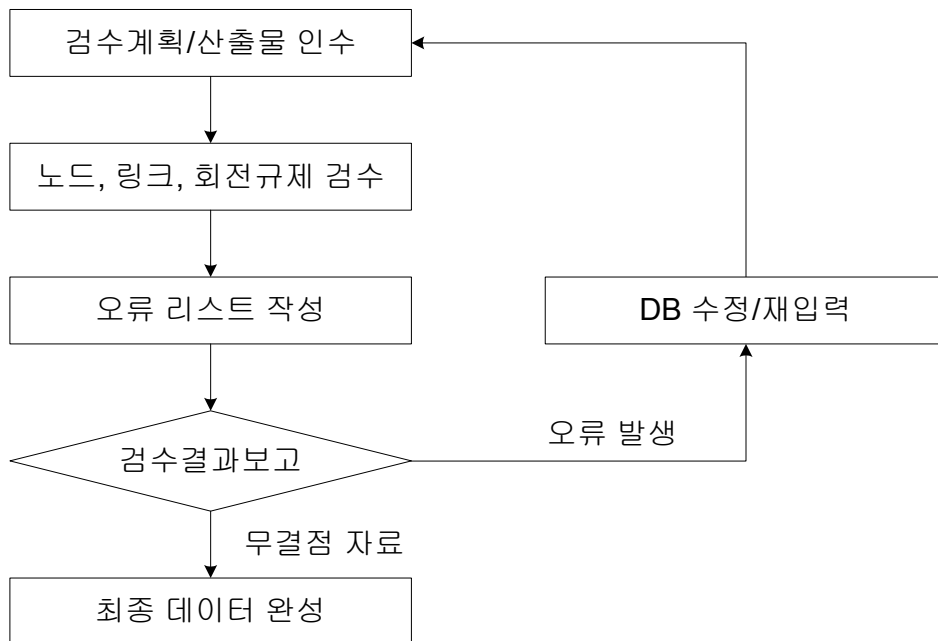 검수계획/산출물 인수
노드, 링크, 회전규제 검수
오류 리스트 작성
DB 수정/재입력
오류 발생
검수결과보고
무결점 자료
최종 데이터 완성